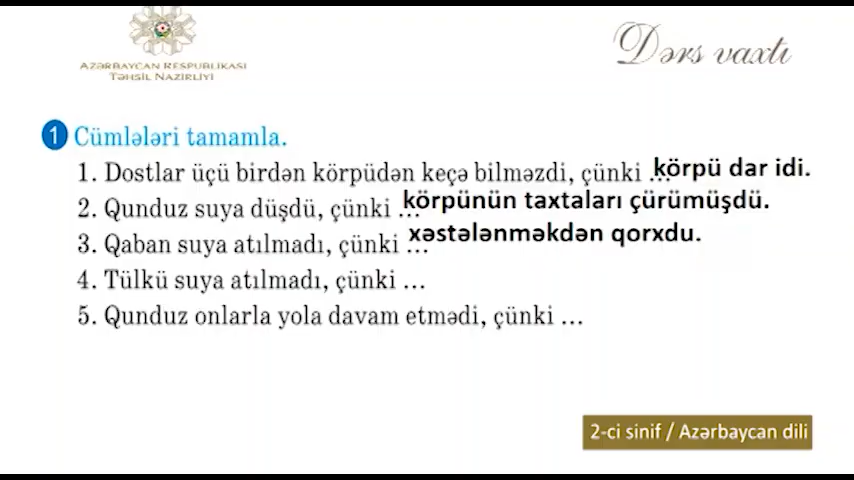 AZƏRBAYCAN RESPUBLIKASI
TƏHSIL NAZIRLIYI
Dərs vaxtı
1 Cümlələri tamamla.
1. Dostlar üçü birdən körpüdən keçə bilməzdi, çünki ... körpü dar idi.
2. Qunduz suya düşdü, çünki ... körpünün taxtaları çürümüşdü.
3. Qaban suya atılmadı, çünki ... xəstələnməkdən qorxdu.
4. Tülkü suya atılmadı, çünki ...
5. Qunduz onlarla yola davam etmədi, çünki ...
2-ci sinif / Azərbaycan dili